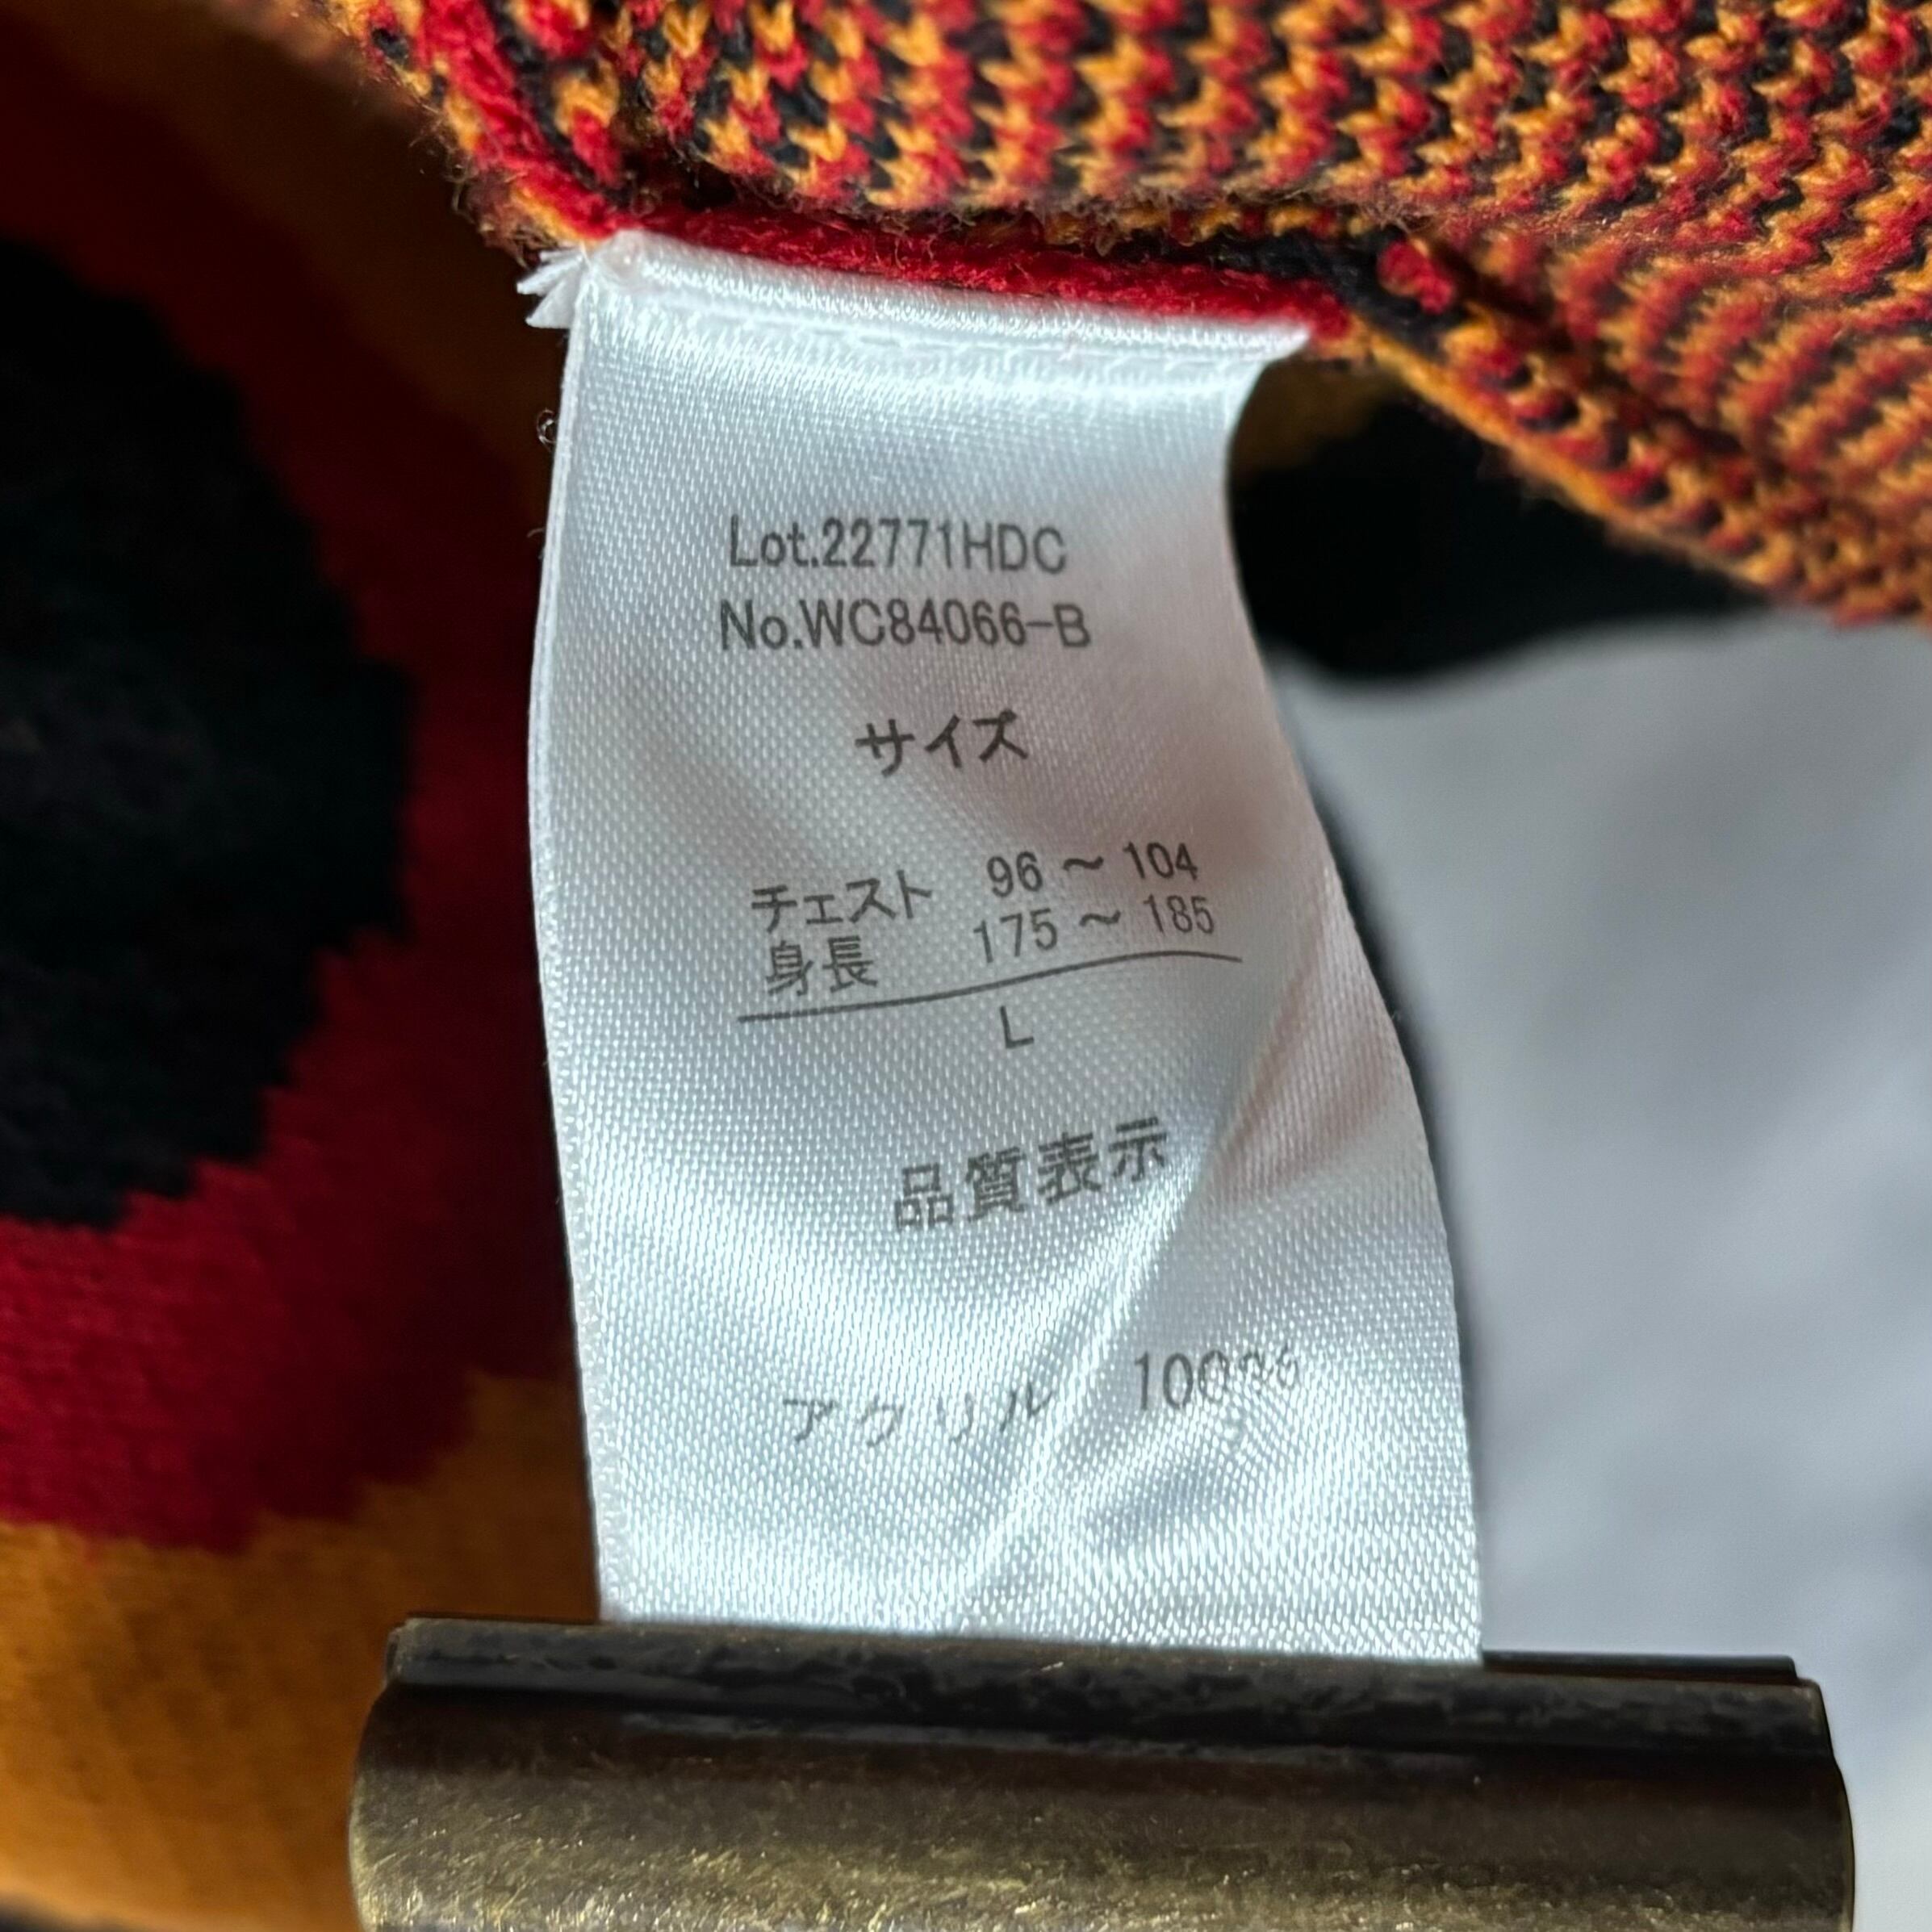 Lot.22771HDC
No.WC84066-B
サイズ
チェスト 96 ～ 104
身長 175 ～ 185
L
品質表示
アクリル 100%